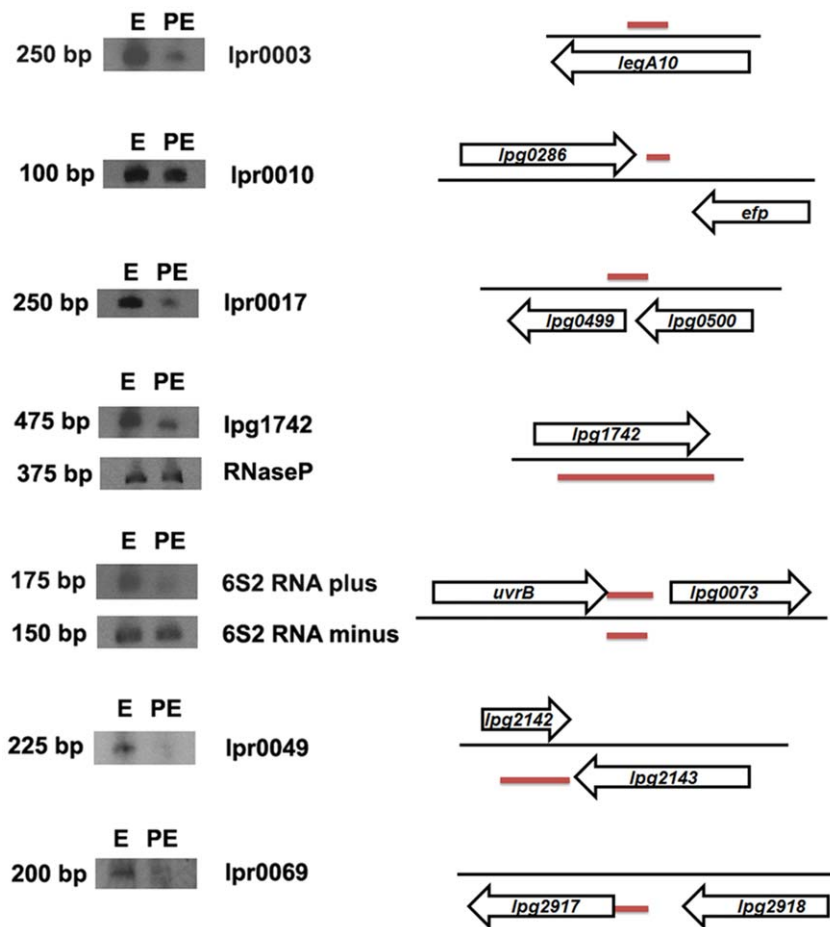 E PE
250 bp lpr0003
legA10
E PE
100 bp lpr0010
lpg0286
efp
E PE
250 bp lpr0017
lpg0499 lpg0500
E PE
475 bp lpg1742
375 bp RNaseP
lpg1742
E PE
175 bp 6S2 RNA plus
150 bp 6S2 RNA minus
uvrB lpg0073
E PE
225 bp lpr0049
lpg2142
lpg2143
E PE
200 bp lpr0069
lpg2917 lpg2918